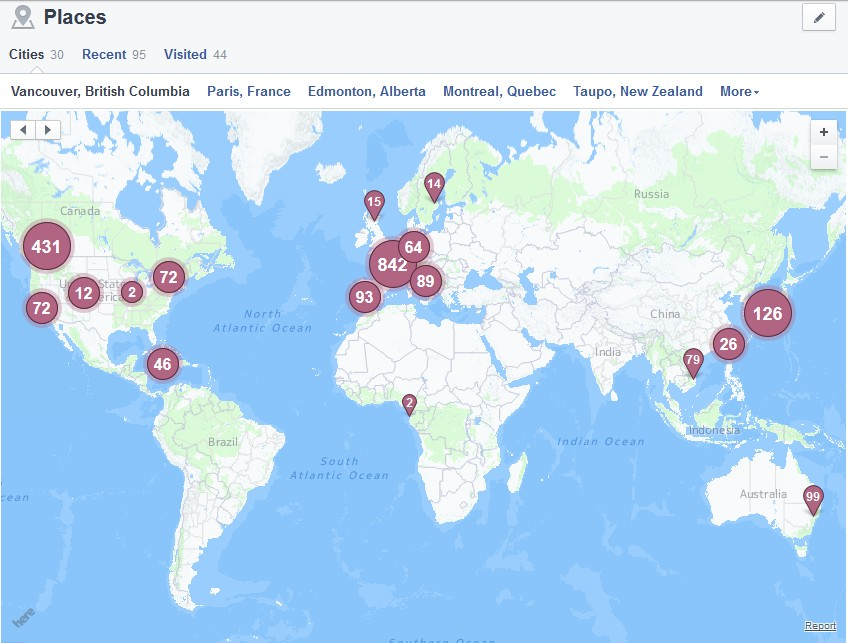 Places
Cities 30 Recent 95 Visited 44
Vancouver, British Columbia Paris, France Edmonton, Alberta Montreal, Quebec Taupo, New Zealand More
+
−
14
Russia
15
Canada
431
64
842
72
89
United States of America
12
2
93
72
126
North
Atlantic Ocean
China
26
India
46
79
2
Indonesia
Brazil
Indian Ocean
South
Atlantic Ocean
Australia
99
cean
here
Report
Southern Ocean